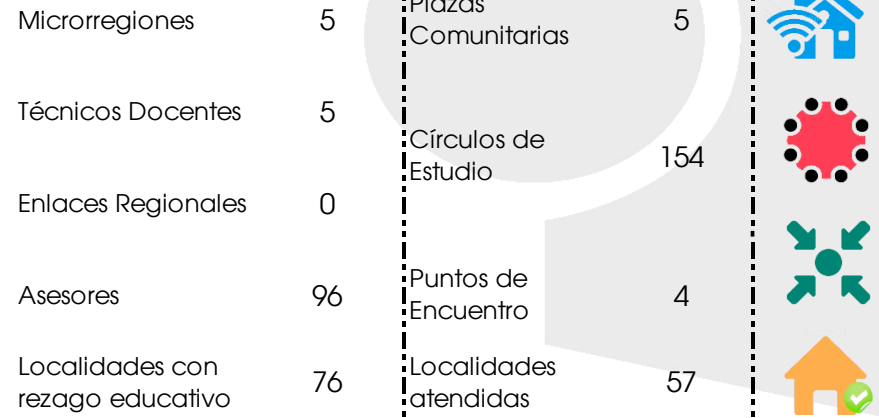 Microrregiones 5
Técnicos Docentes 5
Enlaces Regionales 0
Asesores 96
Localidades con
rezago educativo 76
Plazas
Comunitarias 5
Círculos de
Estudio 154
Puntos de
Encuentro 4
Localidades
atendidas 57